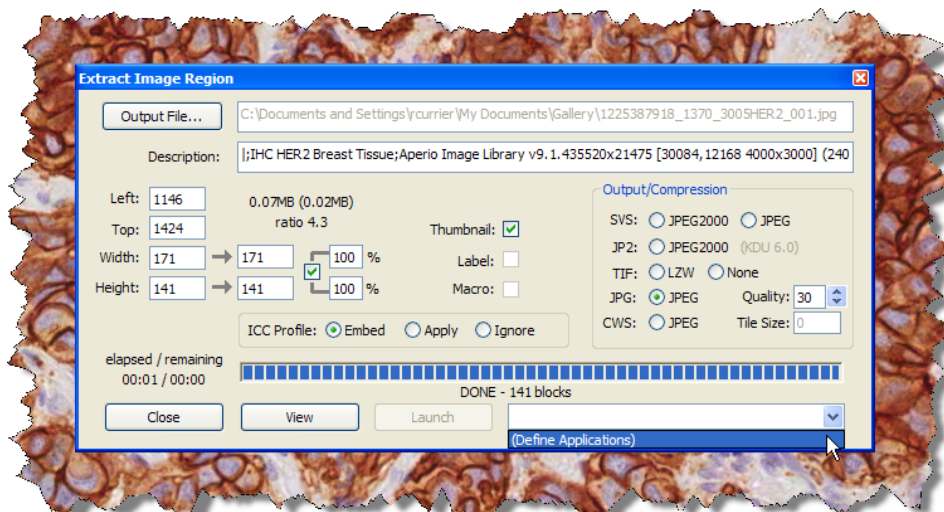 Extract Image Region
Output File... C:\Documents and Settings\rcurrier\My Documents\Gallery\1225387918_1370_3005HER2_001.jpg
Description: |;IHC HER2 Breast Tissue;Aperio Image Library v9.1.435520x21475 [30084,12168 4000x3000] (240
Left: 1146
Top: 1424
Width: 171 171 100 %
Height: 141 141 100 %
0.07MB (0.02MB)
ratio 4.3
Thumbnail:
Label:
Macro:
Output/Compression
SVS: JPEG2000 JPEG
JP2: JPEG2000 (KDU 6.0)
TIF: LZW None
JPG: JPEG Quality: 30
CWS: JPEG Tile Size: 0
ICC Profile: Embed Apply Ignore
elapsed / remaining
00:01 / 00:00
DONE - 141 blocks
Close View Launch
(Define Applications)